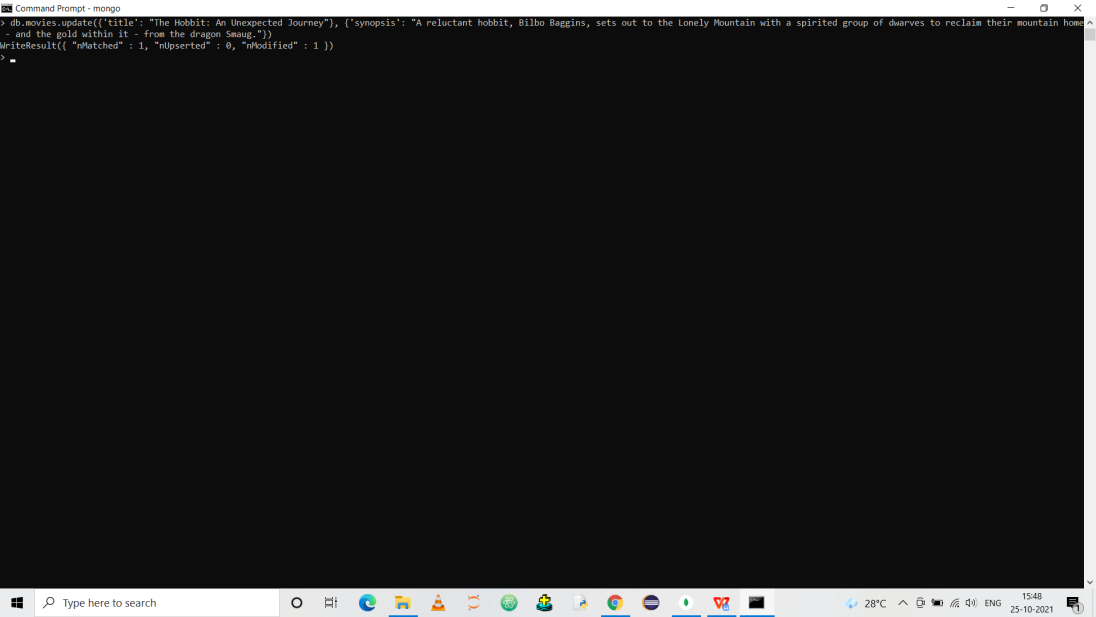 Command Prompt - mongo
> db.movies.update({'title': "The Hobbit: An Unexpected Journey"}, {'synopsis': "A reluctant hobbit, Bilbo Baggins, sets out to the Lonely Mountain with a spirited group of dwarves to reclaim their mountain home
- and the gold within it - from the dragon Smaug."})
WriteResult({ "nMatched" : 1, "nUpserted" : 0, "nModified" : 1 })
>
Type here to search
28°C
ENG
15:48
25-10-2021
1